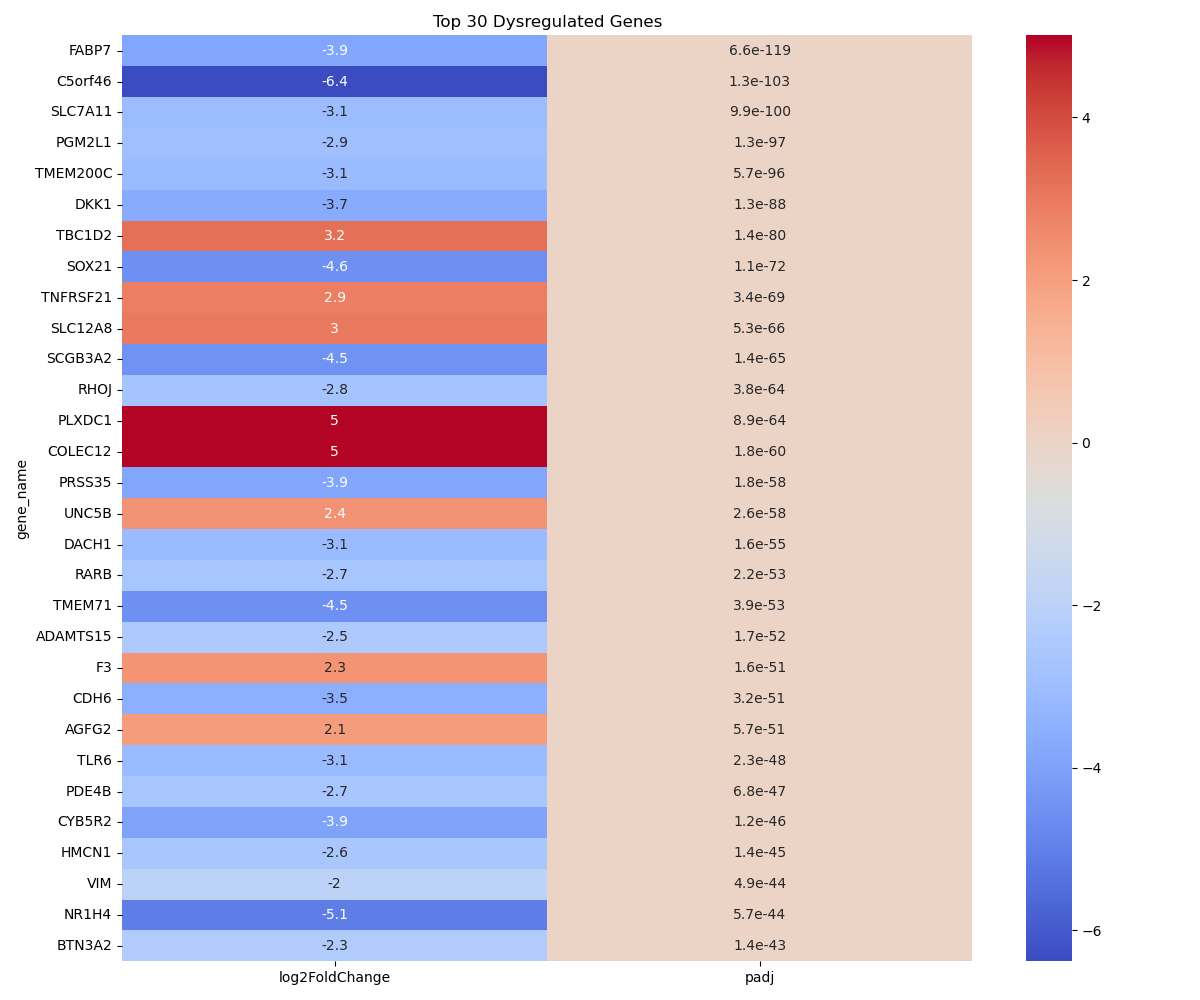 Top 30 Dysregulated Genes
gene_name
FABP7 -3.9 6.6e-119
C5orf46 -6.4 1.3e-103
SLC7A11 -3.1 9.9e-100
PGM2L1 -2.9 1.3e-97
TMEM200C -3.1 5.7e-96
DKK1 -3.7 1.3e-88
TBC1D2 3.2 1.4e-80
SOX21 -4.6 1.1e-72
TNFRSF21 2.9 3.4e-69
SLC12A8 3 5.3e-66
SCGB3A2 -4.5 1.4e-65
RHOJ -2.8 3.8e-64
PLXDC1 5 8.9e-64
COLEC12 5 1.8e-60
PRSS35 -3.9 1.8e-58
UNC5B 2.4 2.6e-58
DACH1 -3.1 1.6e-55
RARB -2.7 2.2e-53
TMEM71 -4.5 3.9e-53
ADAMTS15 -2.5 1.7e-52
F3 2.3 1.6e-51
CDH6 -3.5 3.2e-51
AGFG2 2.1 5.7e-51
TLR6 -3.1 2.3e-48
PDE4B -2.7 6.8e-47
CYB5R2 -3.9 1.2e-46
HMCN1 -2.6 1.4e-45
VIM -2 4.9e-44
NR1H4 -5.1 5.7e-44
BTN3A2 -2.3 1.4e-43
log2FoldChange padj
4
2
0
−2
−4
−6